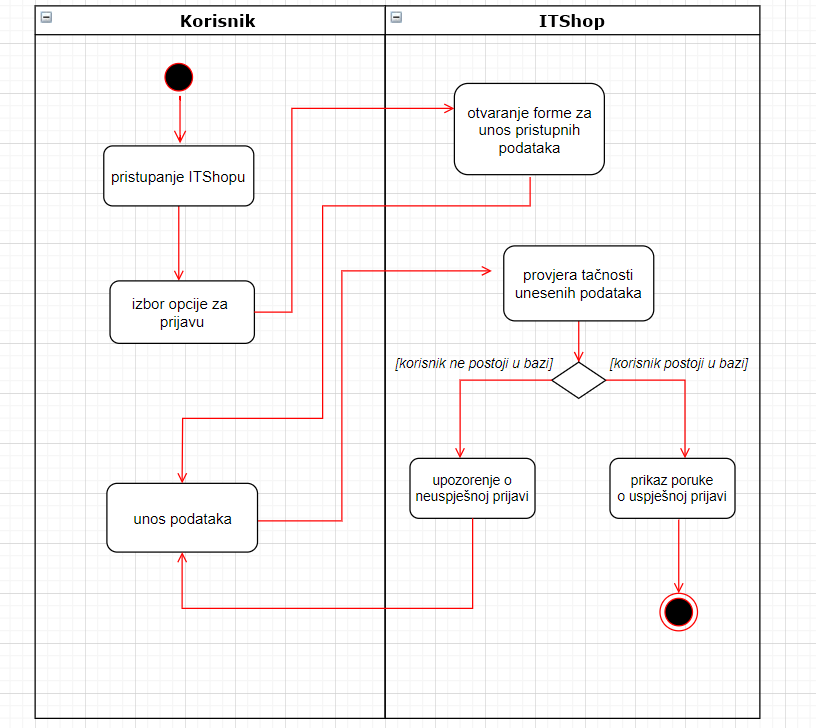 Korisnik
ITShop
otvaranje forme za
unos pristupnih
podataka
pristupanje ITShopu
provjera tačnosti
unesenih podataka
izbor opcije za
prijavu
[korisnik ne postoji u bazi]
[korisnik postoji u bazi]
upozorenje o
neuspješnoj prijavi
prikaz poruke
o uspješnoj prijavi
unos podataka